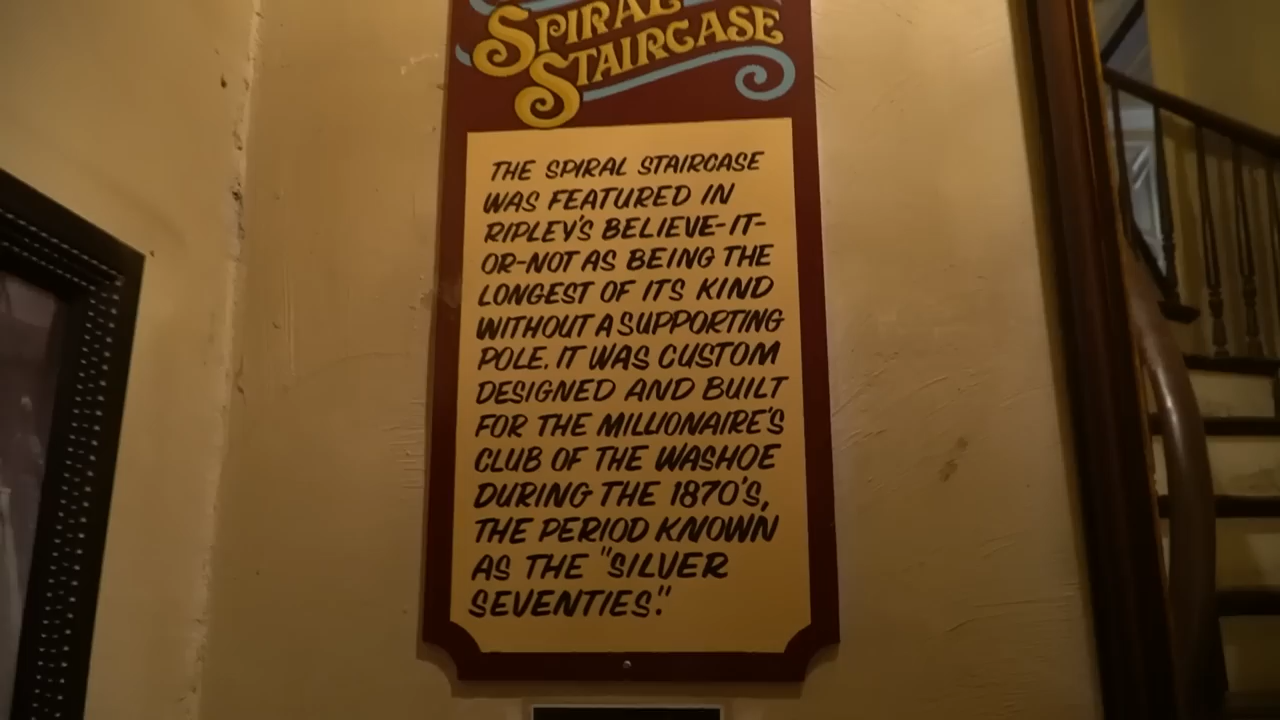 SPIRAL
STAIRCASE
THE SPIRAL STAIRCASE
WAS FEATURED IN
RIPLEY'S BELIEVE-IT-
OR-NOT AS BEING THE
LONGEST OF ITS KIND
WITHOUT A SUPPORTING
POLE. IT WAS CUSTOM
DESIGNED AND BUILT
FOR THE MILLIONAIRE'S
CLUB OF THE WASHOE
DURING THE 1870'S,
THE PERIOD KNOWN
AS THE "SILVER
SEVENTIES."